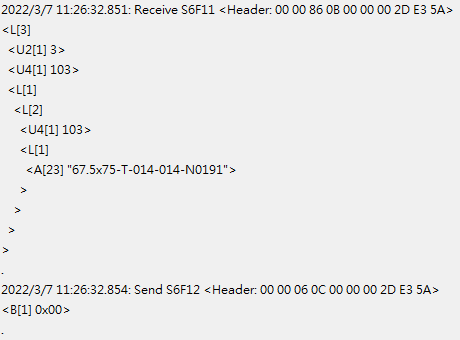 2022/3/7 11:26:32.851: Receive S6F11 <Header: 00 00 86 0B 00 00 00 2D E3 5A>
<L[3]
<U2[1] 3>
<U4[1] 103>
<L[1]
<L[2]
<U4[1] 103>
<L[1]
<A[23] "67.5x75-T-014-014-N0191">
>
>
>
>
.
2022/3/7 11:26:32.854: Send S6F12 <Header: 00 00 06 0C 00 00 00 2D E3 5A>
<B[1] 0x00>
.